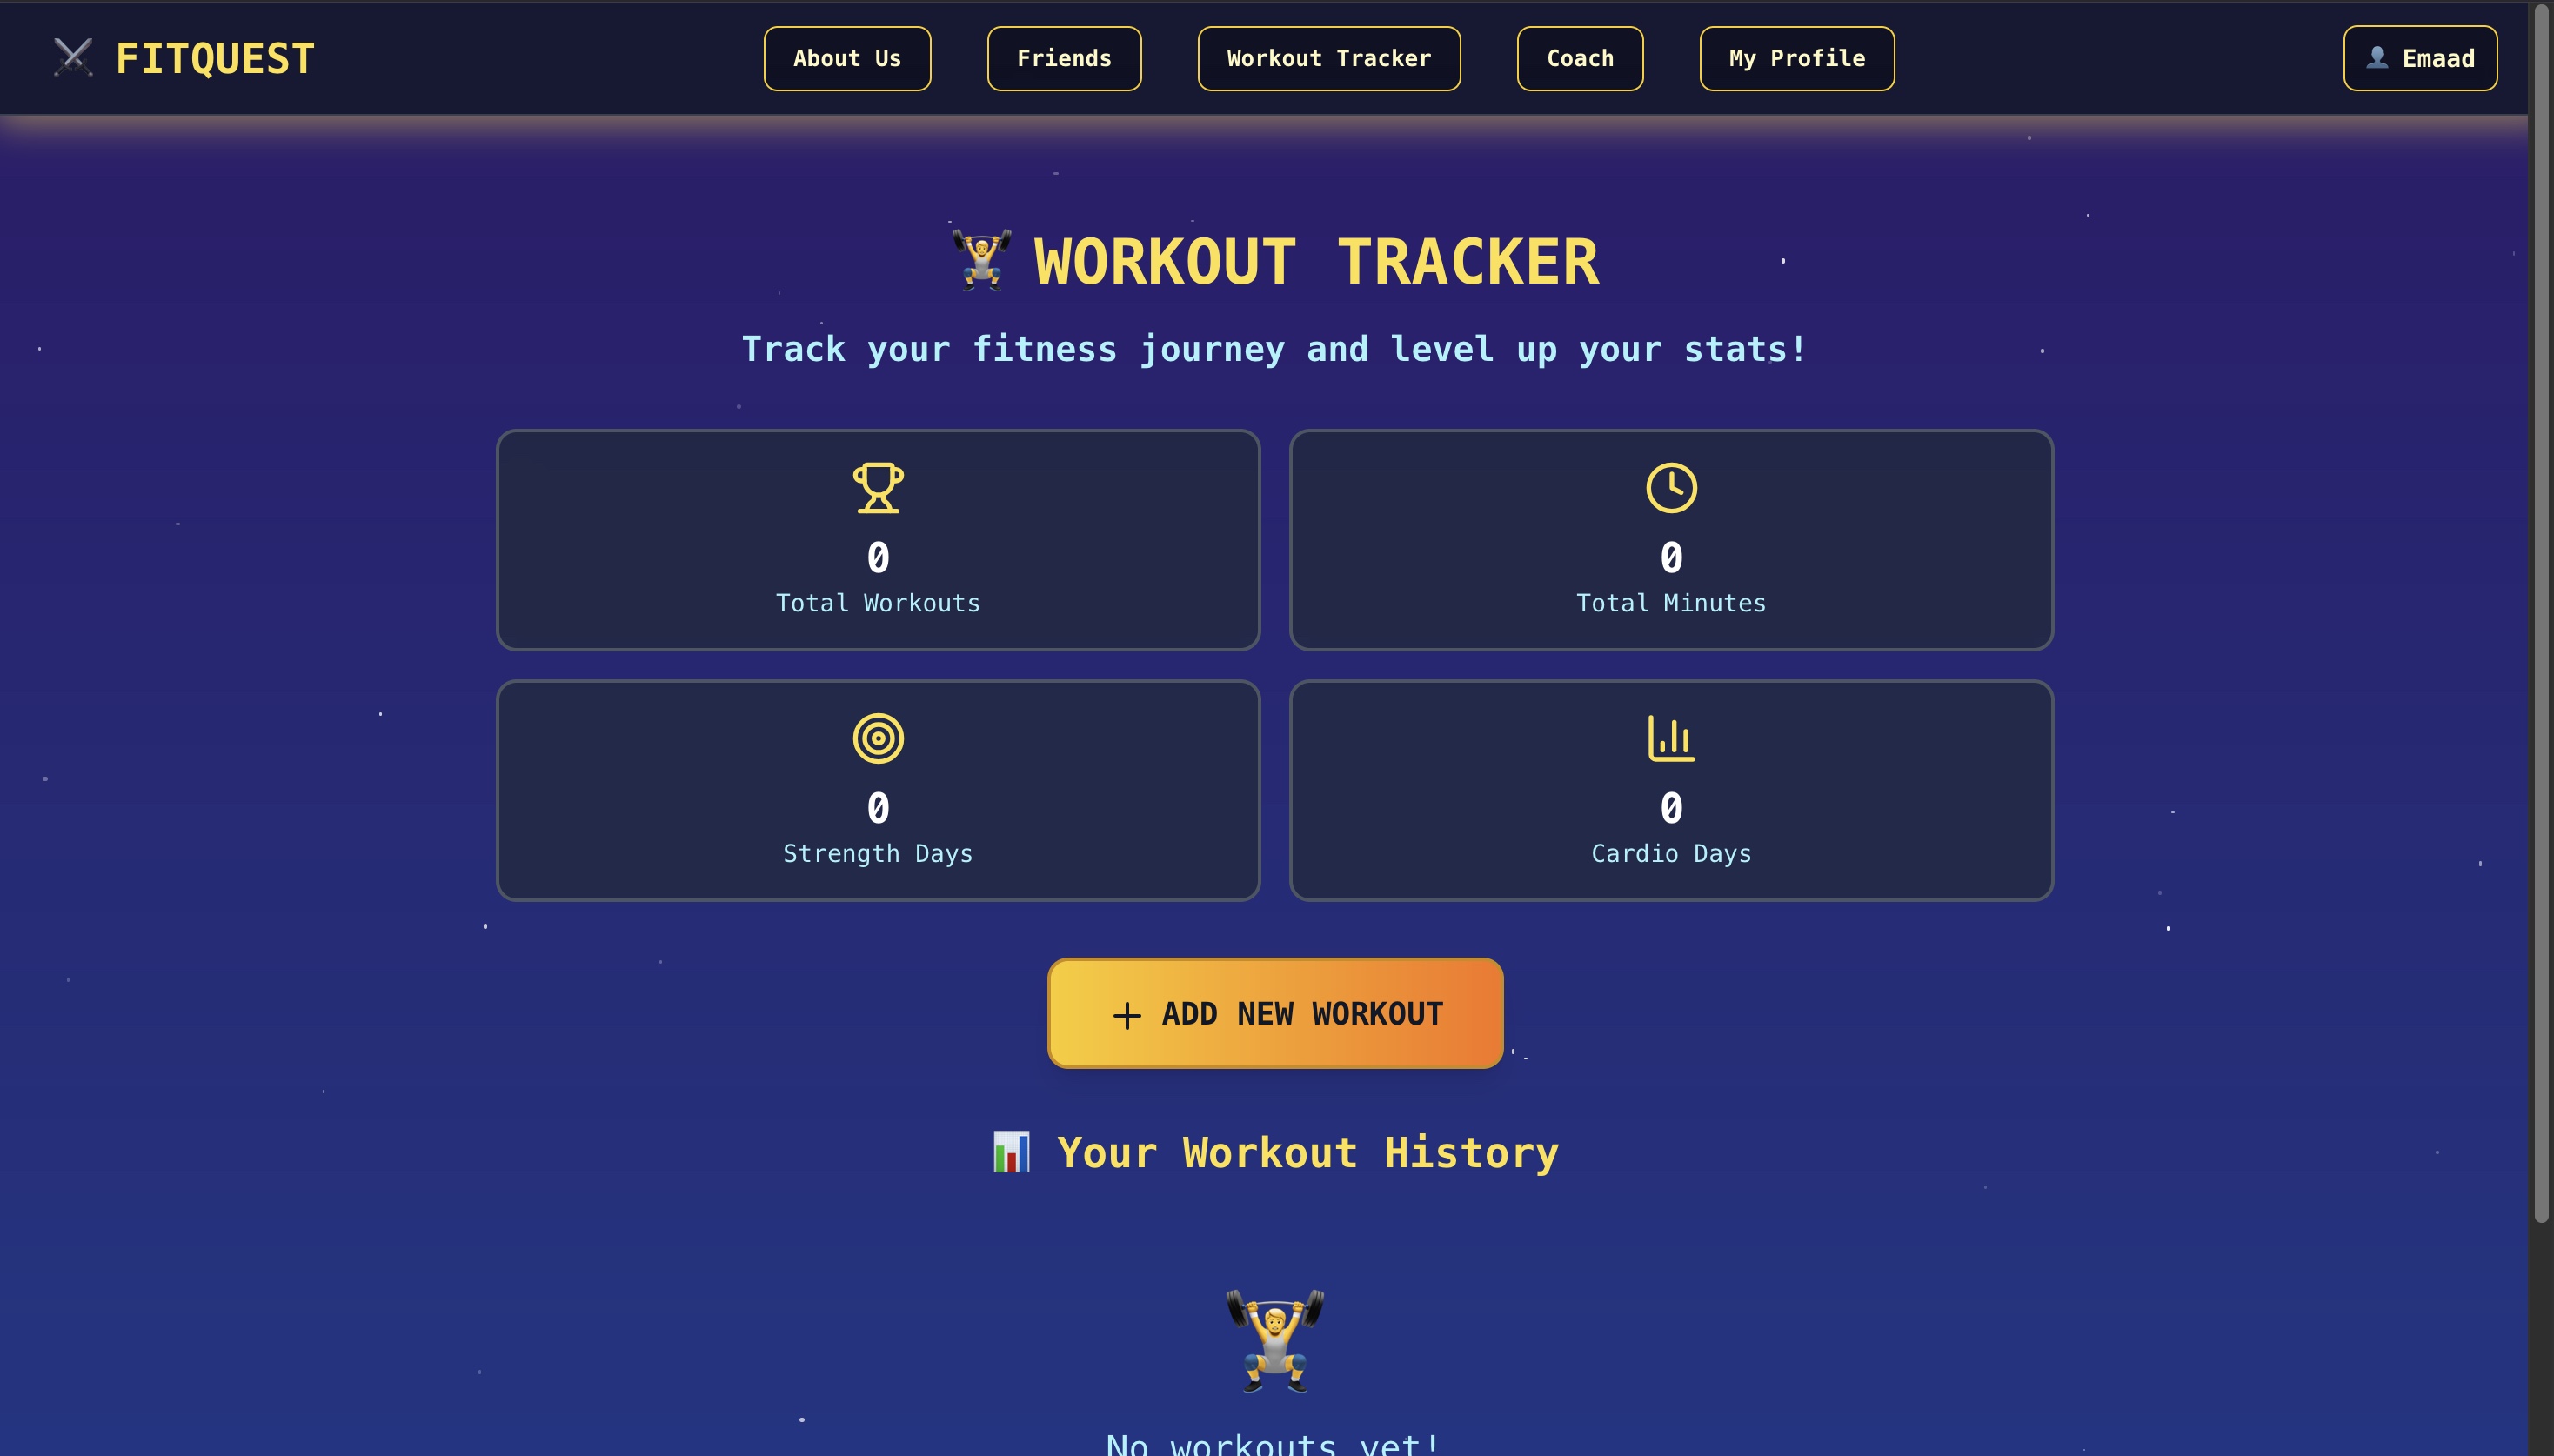 FITQUEST
About Us
Friends
Workout Tracker
Coach
My Profile
Emaad
WORKOUT TRACKER
Track your fitness journey and level up your stats!
0
Total Workouts
0
Total Minutes
0
Strength Days
0
Cardio Days
+ ADD NEW WORKOUT
Your Workout History
No workouts yet!